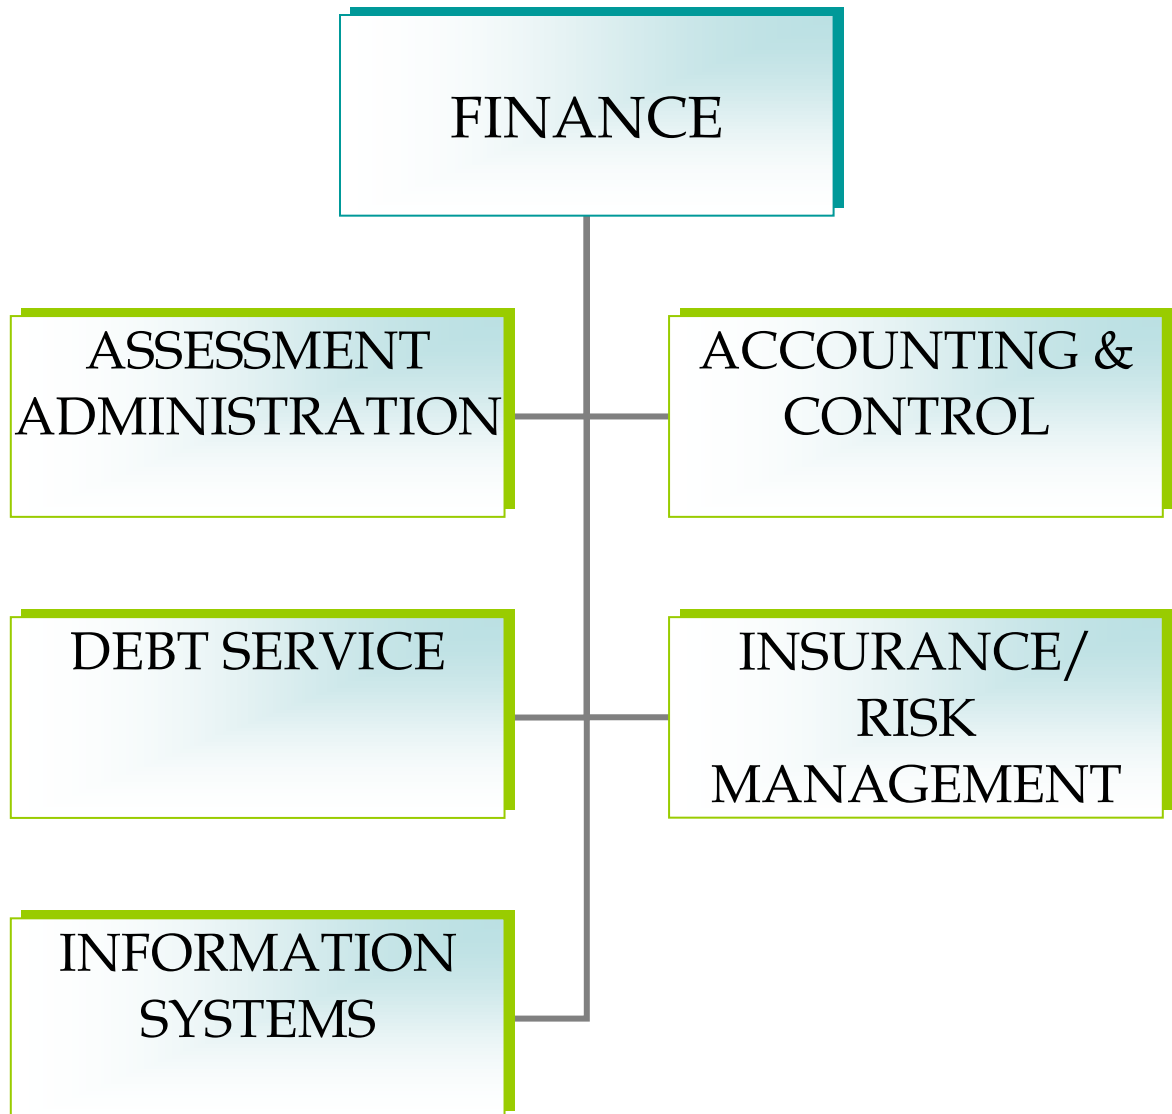 FINANCE
ASSESSMENT
ADMINISTRATION
ACCOUNTING &
CONTROL
DEBT SERVICE
INSURANCE/
RISK
MANAGEMENT
INFORMATION
SYSTEMS